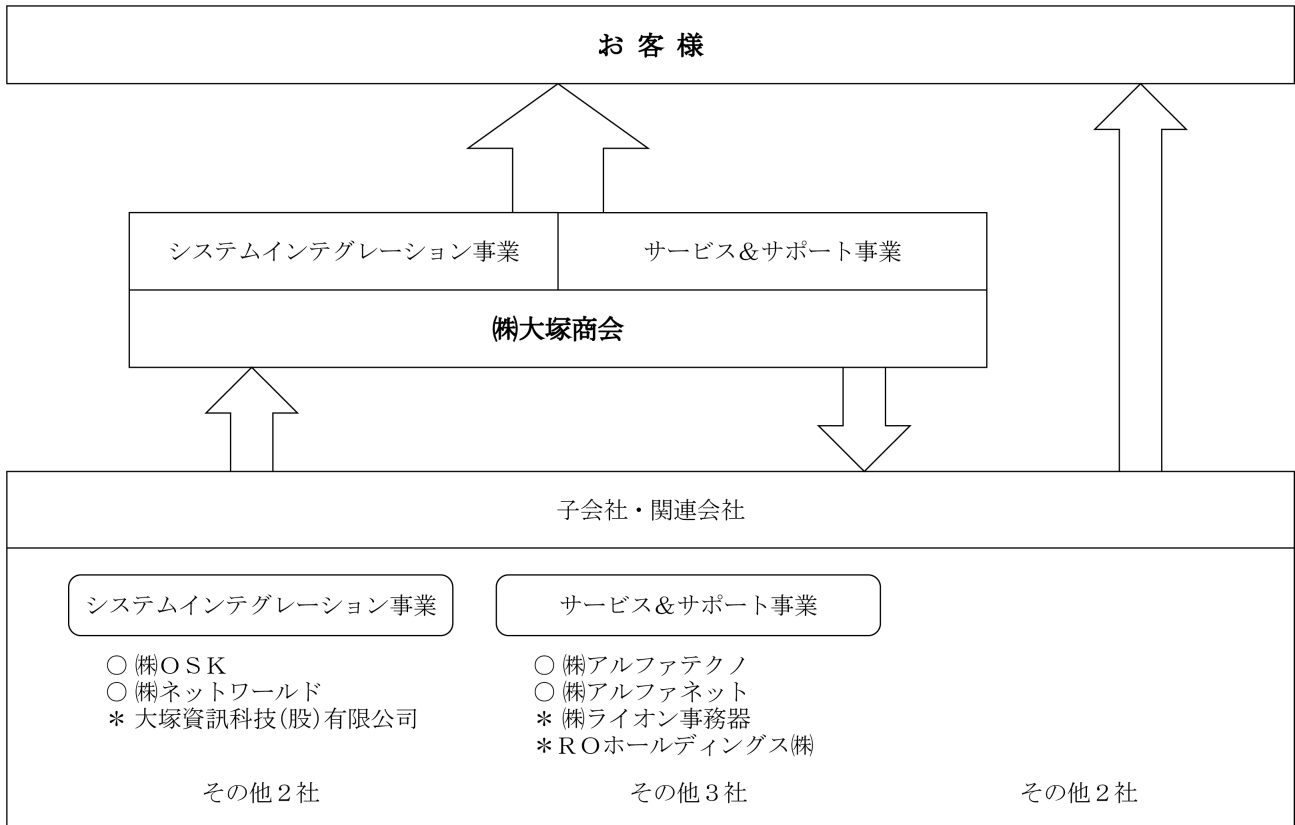 お 客 様
システムインテグレーション事業
サービス＆サポート事業
㈱大塚商会
子会社・関連会社
システムインテグレーション事業
○ ㈱ＯＳＫ
○ ㈱ネットワールド
＊ 大塚資訊科技(股)有限公司
その他２社
サービス＆サポート事業
○ ㈱アルファテクノ
○ ㈱アルファネット
＊ ㈱ライオン事務器
＊ＲＯホールディングス㈱
その他３社
その他２社